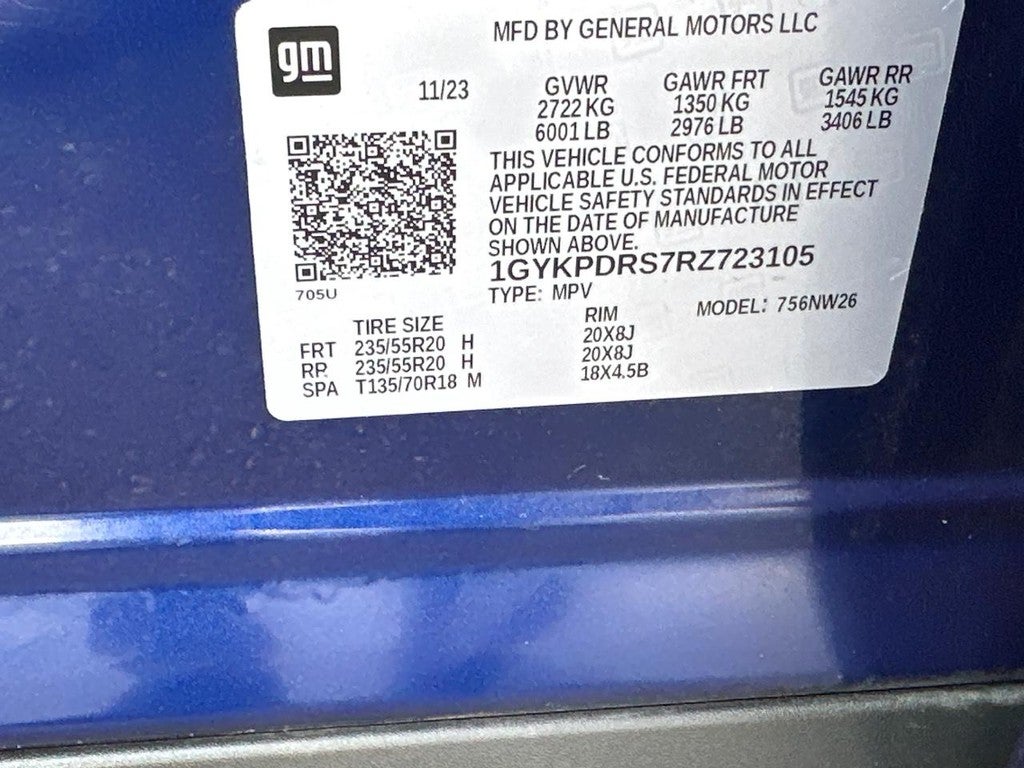 gm
MFD BY GENERAL MOTORS LLC
11/23
GVWR GAWR FRT GAWR RR
2722 KG 1350 KG 1545 KG
6001 LB 2976 LB 3406 LB
THIS VEHICLE CONFORMS TO ALL
APPLICABLE U.S. FEDERAL MOTOR
VEHICLE SAFETY STANDARDS IN EFFECT
ON THE DATE OF MANUFACTURE
SHOWN ABOVE.
1GYKPDRS7RZ723105
705U
TYPE: MPV MODEL: 756NW26
TIRE SIZE RIM
FRT 235/55R20 H 20X8J
RR 235/55R20 H 20X8J
SPA T135/70R18 M 18X4.5B